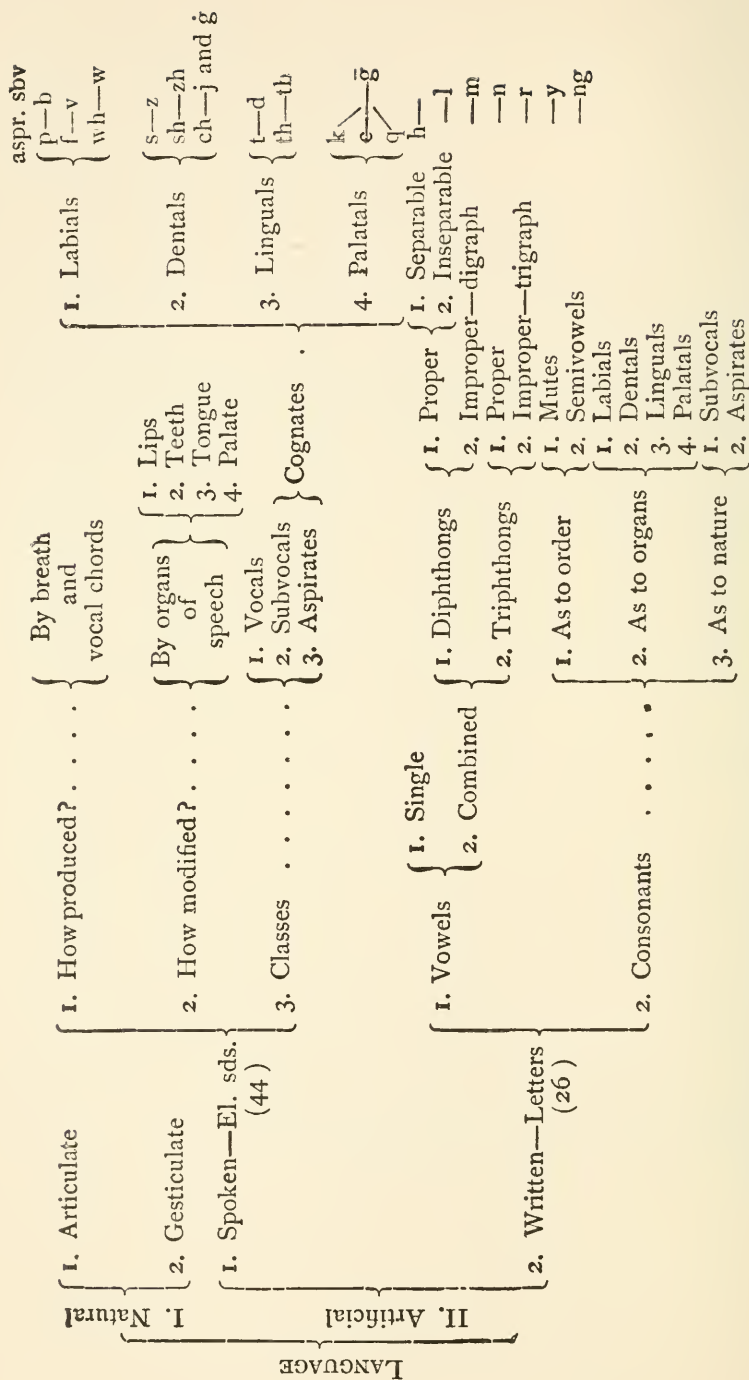 LANGUAGE
I. Natural
1. Articulate
2. Gesticulate
II. Artificial
1. Spoken—El. sds.
(44)
1. How produced? . . . . .
By breath
and
vocal chords
2. How modified? . . . . .
By organs
of
speech
1. Lips
2. Teeth
3. Tongue
4. Palate
3. Classes . . . . . . .
1. Vocals
2. Subvocals
3. Aspirates
Cognates .
1. Labials
aspr. sbv
p—b
f—v
wh—w
2. Dentals
s—z
sh—zh
ch—j and ġ
3. Linguals
t—d
th—th
4. Palatals
k
c—ḡ
q
h—
—l
—m
—n
—r
—y
—ng
2. Written—Letters
(26)
1. Vowels
1. Single
2. Combined
1. Diphthongs
1. Proper
1. Separable
2. Inseparable
2. Improper—digraph
2. Triphthongs
1. Proper
2. Improper—trigraph
2. Consonants . . . . .
1. As to order
1. Mutes
2. Semivowels
2. As to organs
1. Labials
2. Dentals
3. Linguals
4. Palatals
3. As to nature
1. Subvocals
2. Aspirates